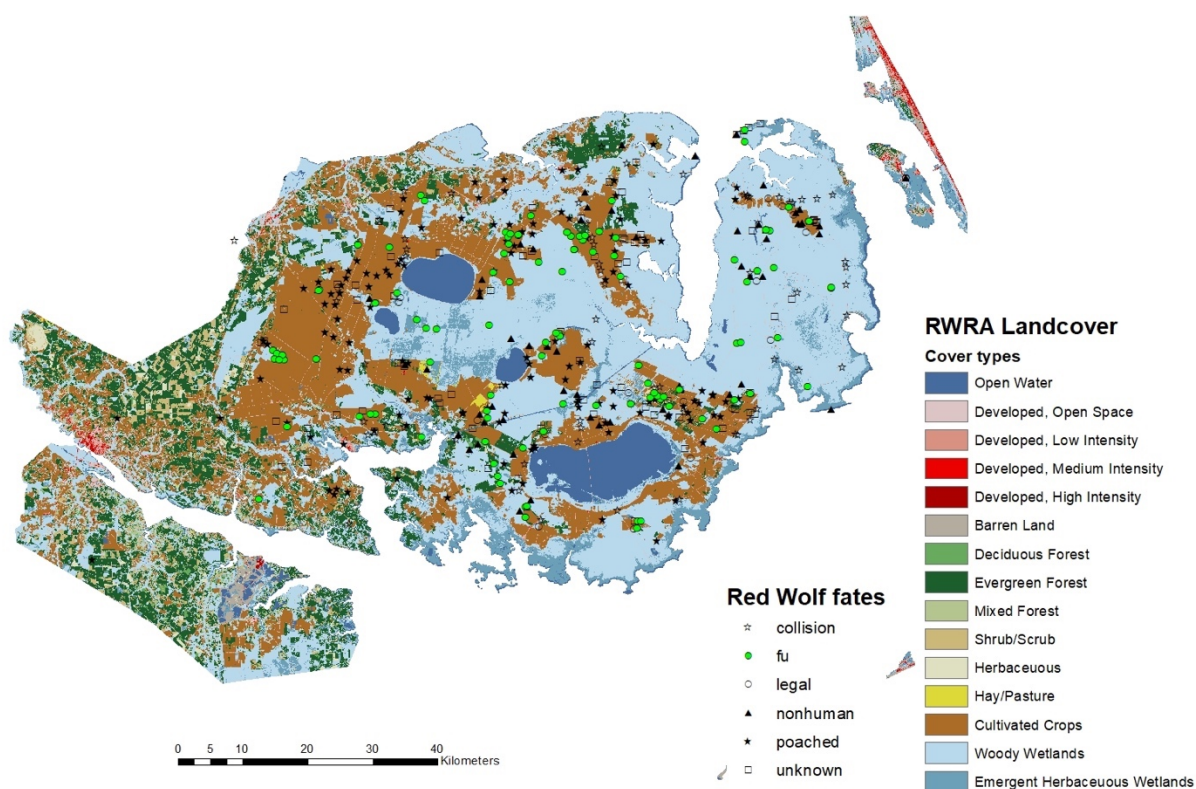 RWRA Landcover
Cover types
Open Water
Developed, Open Space
Developed, Low Intensity
Developed, Medium Intensity
Developed, High Intensity
Barren Land
Deciduous Forest
Evergreen Forest
Mixed Forest
Shrub/Scrub
Herbaceuous
Hay/Pasture
Cultivated Crops
Woody Wetlands
Emergent Herbaceuous Wetlands
Red Wolf fates
collision
fu
legal
nonhuman
poached
unknown
0 5 10 20 30 40
Kilometers